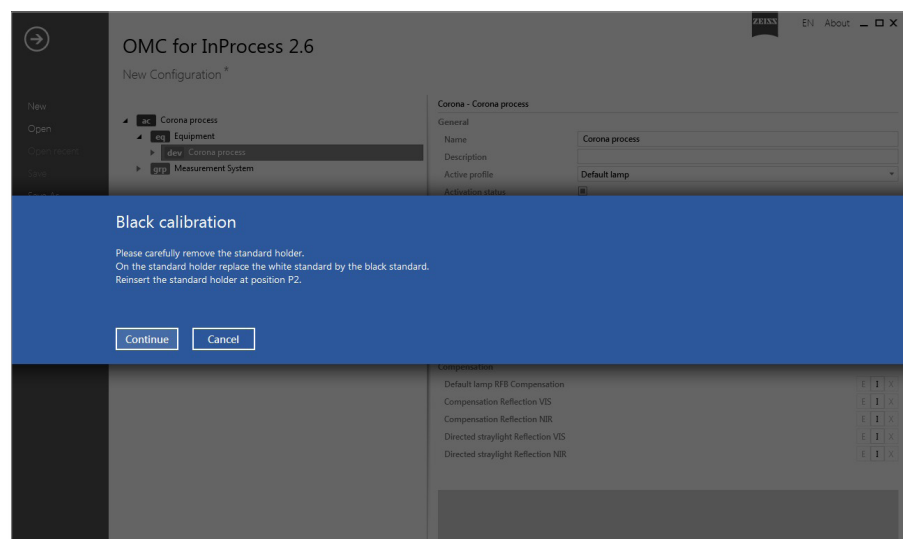 ZEISS
EN About
OMC for InProcess 2.6
New Configuration *
New
Open
Open recent
Save
ac Corona process
eq Equipment
dev Corona process
grp Measurement System
Corona - Corona process
General
Name Corona process
Description
Active profile Default lamp
Activation status
Black calibration
Please carefully remove the standard holder.
On the standard holder replace the white standard by the black standard.
Reinsert the standard holder at position P2.
Continue Cancel
Compensation
Default lamp RFB Compensation E I X
Compensation Reflection VIS E I X
Compensation Reflection NIR E I X
Directed straylight Reflection VIS E I X
Directed straylight Reflection NIR E I X